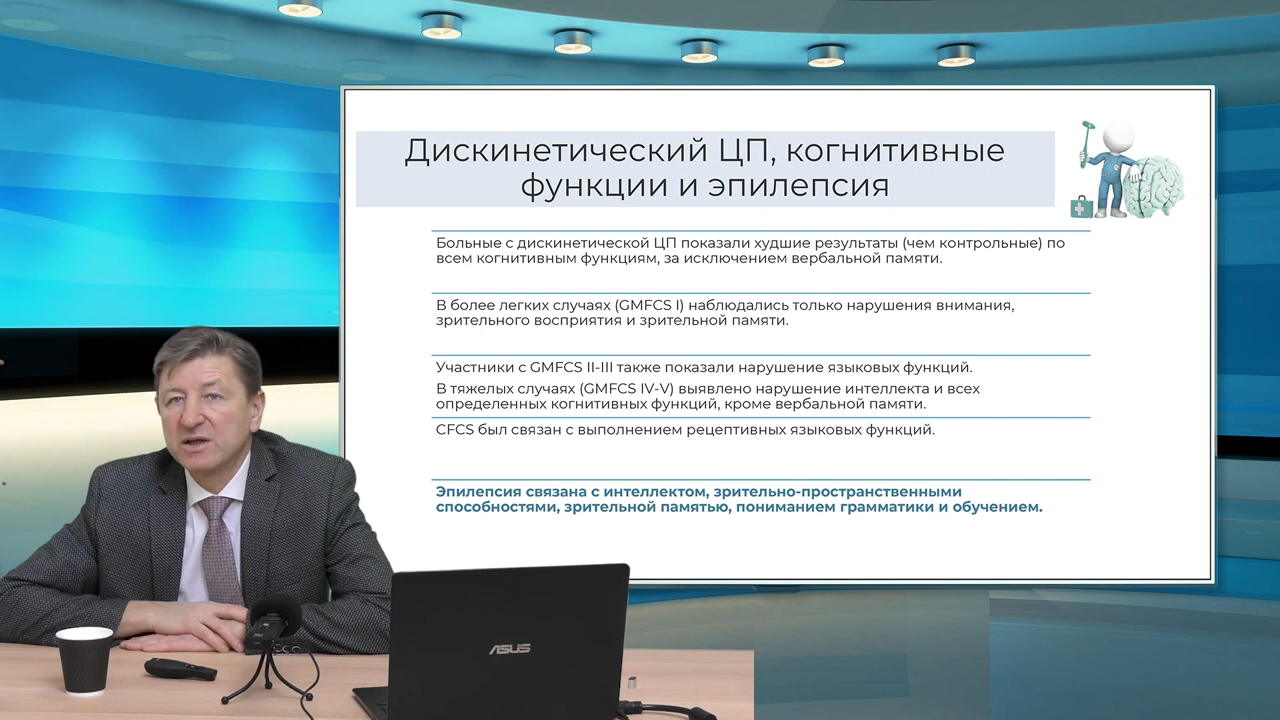 Дискинетический ЦП, когнитивные
функции и эпилепсия
Больные с дискинетической ЦП показали худшие результаты (чем контрольные) по
всем когнитивным функциям, за исключением вербальной памяти.
В более легких случаях (GMFCS I) наблюдались только нарушения внимания,
зрительного восприятия и зрительной памяти.
Участники с GMFCS II-III также показали нарушение языковых функций.
В тяжелых случаях (GMFCS IV-V) выявлено нарушение интеллекта и всех
определенных когнитивных функций, кроме вербальной памяти.
CFCS был связан с выполнением рецептивных языковых функций.
Эпилепсия связана с интеллектом, зрительно-пространственными
способностями, зрительной памятью, пониманием грамматики и обучением.
ASUS